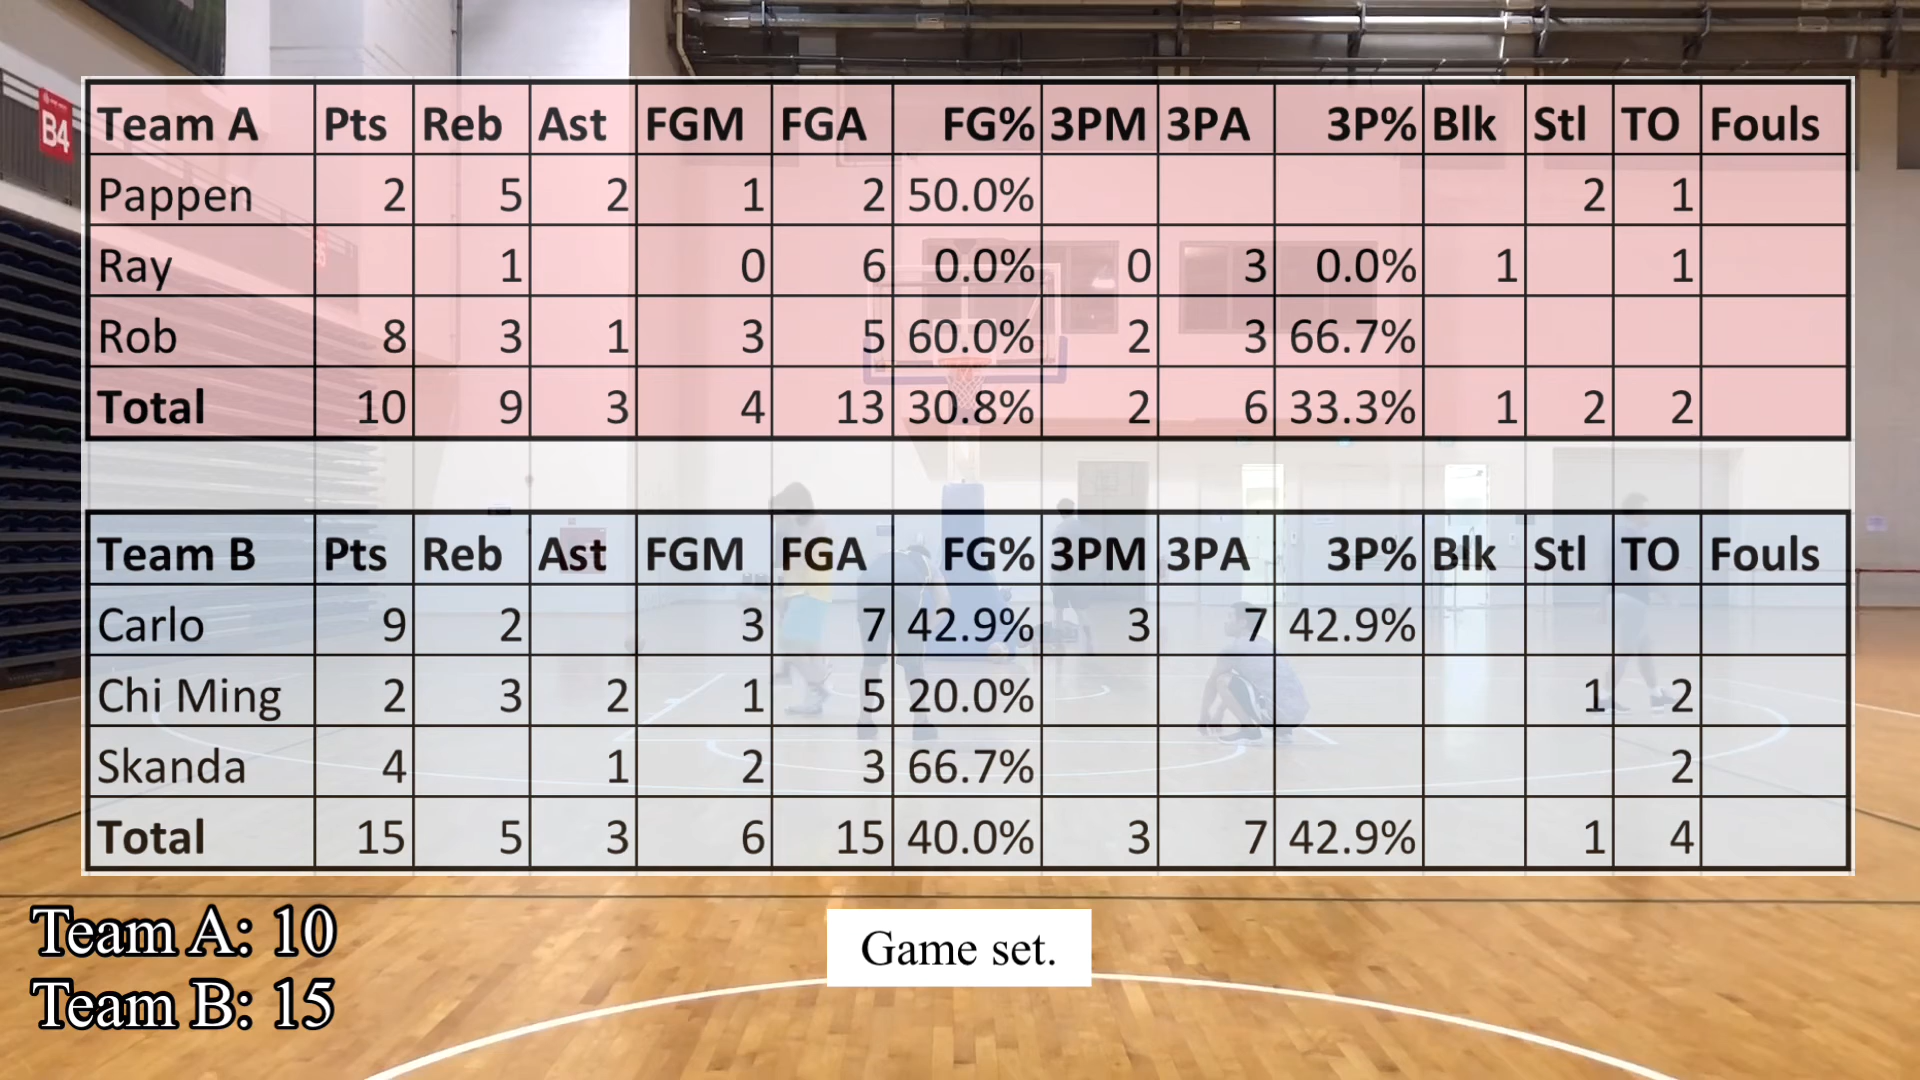 B4
Team A Pts Reb Ast FGM FGA FG% 3PM 3PA 3P% Blk Stl TO Fouls
Pappen 2 5 2 1 2 50.0% 2 1
Ray 1 0 6 0.0% 0 3 0.0% 1 1
Rob 8 3 1 3 5 60.0% 2 3 66.7%
Total 10 9 3 4 13 30.8% 2 6 33.3% 1 2 2
Team B Pts Reb Ast FGM FGA FG% 3PM 3PA 3P% Blk Stl TO Fouls
Carlo 9 2 3 7 42.9% 3 7 42.9%
Chi Ming 2 3 2 1 5 20.0% 1 2
Skanda 4 1 2 3 66.7% 2
Total 15 5 3 6 15 40.0% 3 7 42.9% 1 4
Team A: 10
Team B: 15
Game set.